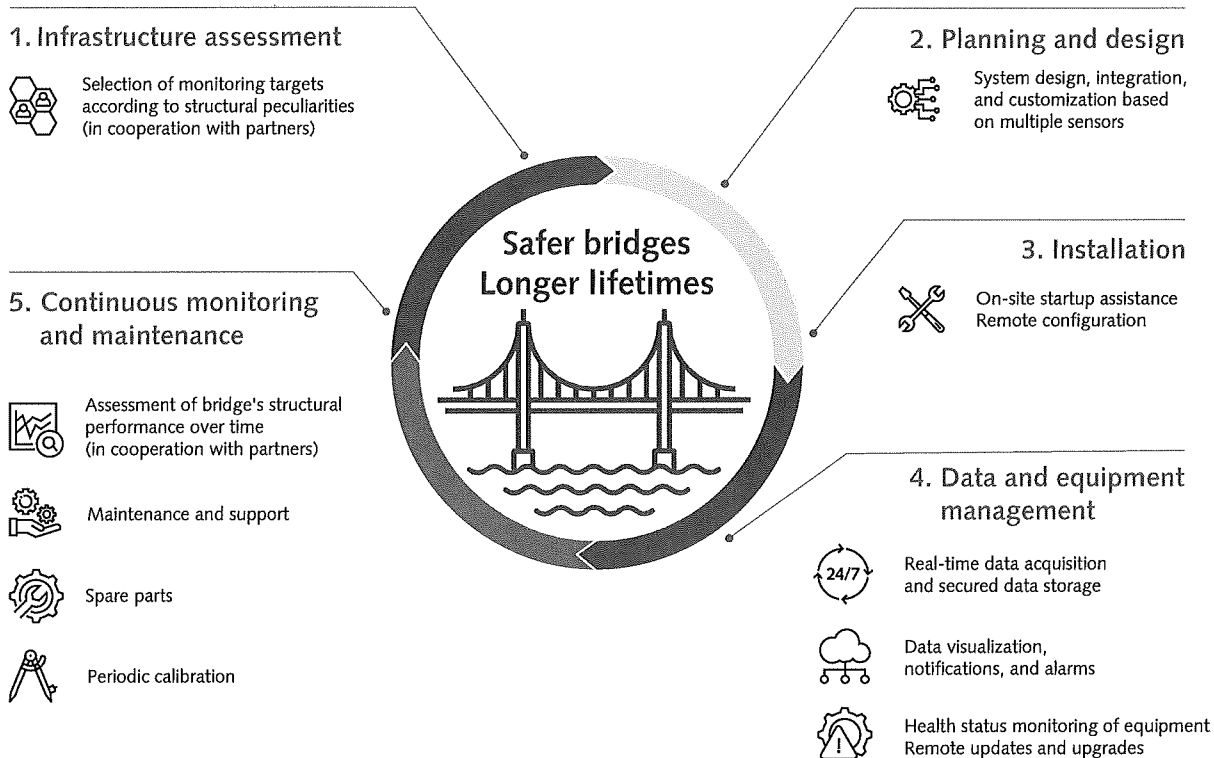 1. Infrastructure assessment
Selection of monitoring targets
according to structural peculiarities
(in cooperation with partners)
2. Planning and design
System design, integration,
and customization based
on multiple sensors
Safer bridges
Longer lifetimes
3. Installation
On-site startup assistance
Remote configuration
4. Data and equipment
management
24/7
Real-time data acquisition
and secured data storage
Data visualization,
notifications, and alarms
Health status monitoring of equipment
Remote updates and upgrades
5. Continuous monitoring
and maintenance
Assessment of bridge's structural
performance over time
(in cooperation with partners)
Maintenance and support
Spare parts
Periodic calibration